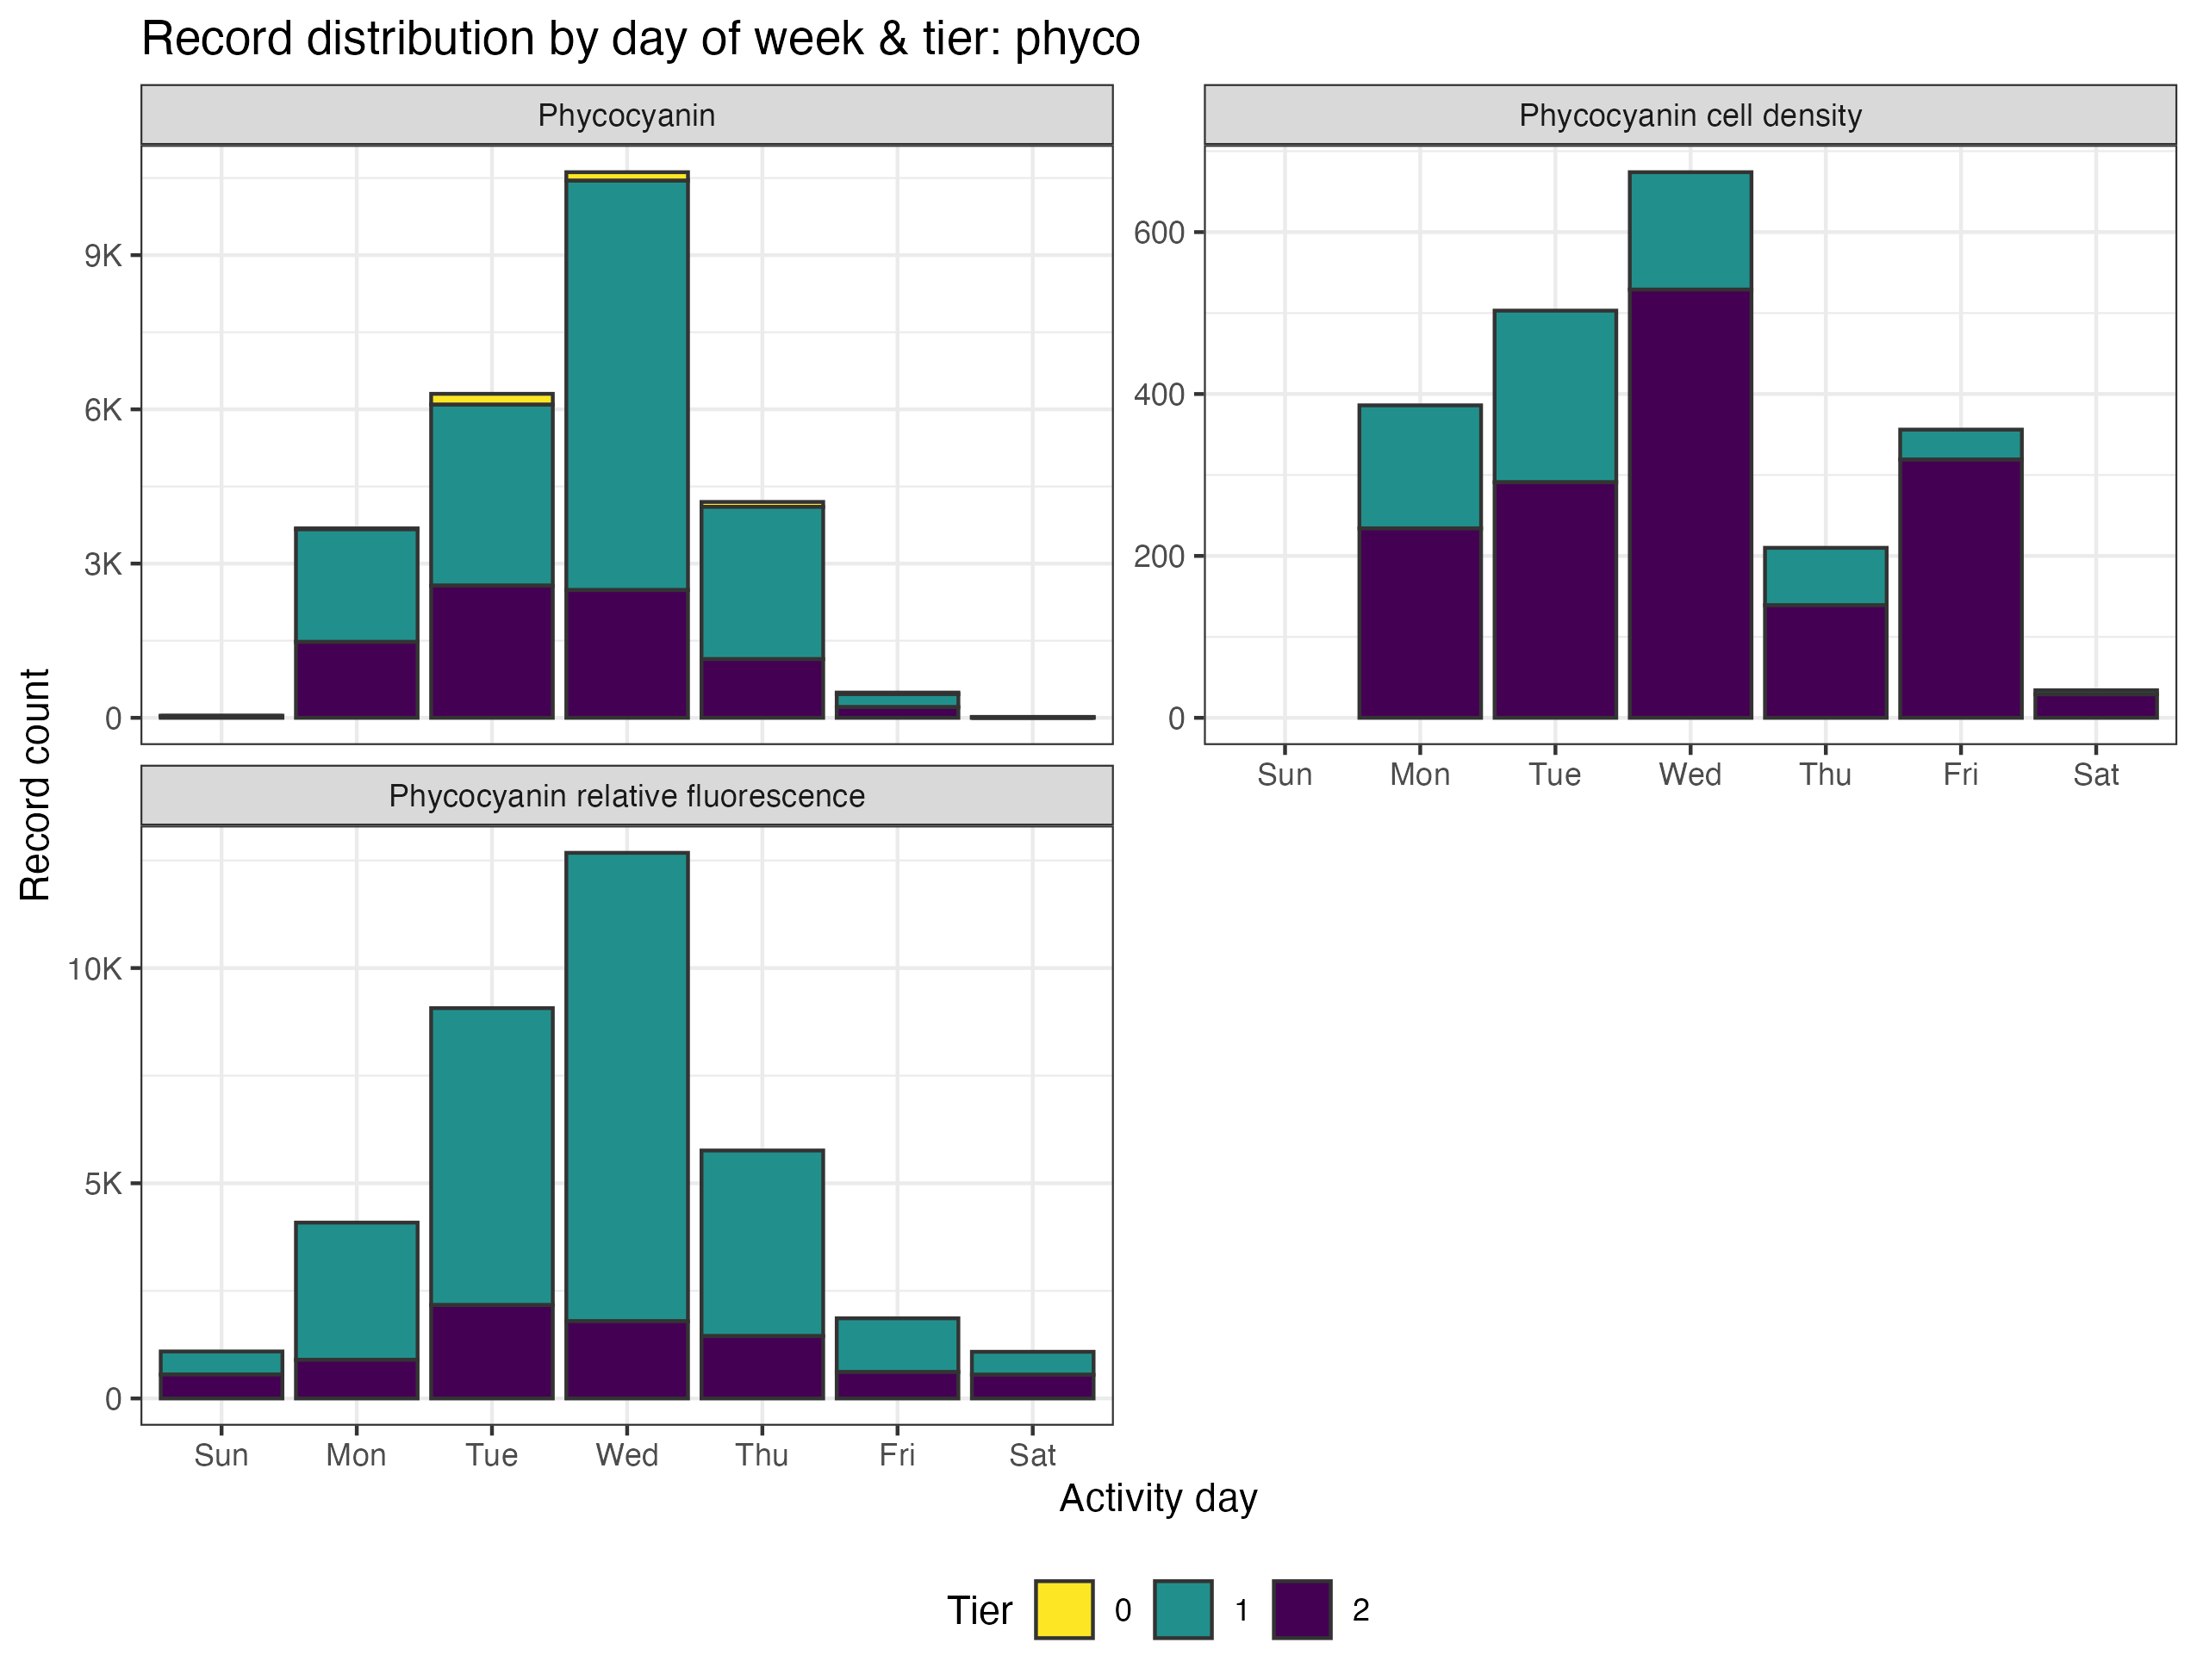 Record distribution by day of week & tier: phyco
Phycocyanin
Phycocyanin cell density
Record count
9K
6K
3K
0
600
400
200
0
Sun Mon Tue Wed Thu Fri Sat
Phycocyanin relative fluorescence
10K
5K
0
Sun Mon Tue Wed Thu Fri Sat
Activity day
Tier 0 1 2